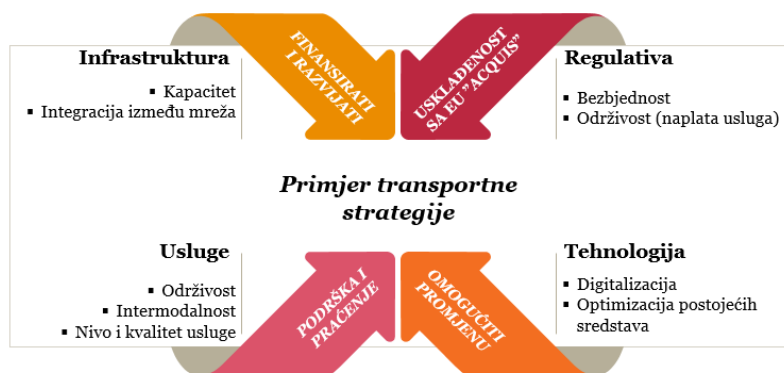 Infrastruktura
▪ Kapacitet
▪ Integracija između mreža
FINANSIRATI
I RAZVIJATI
USKLAĐENOST
SA EU ”ACQUIS”
Regulativa
▪ Bezbjednost
▪ Održivost (naplata usluga)
Primjer transportne
strategije
Usluge
▪ Održivost
▪ Intermodalnost
▪ Nivo i kvalitet usluge
PODRŠKA I
PRAĆENJE
OMOGUĆITI
PROMJENU
Tehnologija
▪ Digitalizacija
▪ Optimizacija postojećih
sredstava